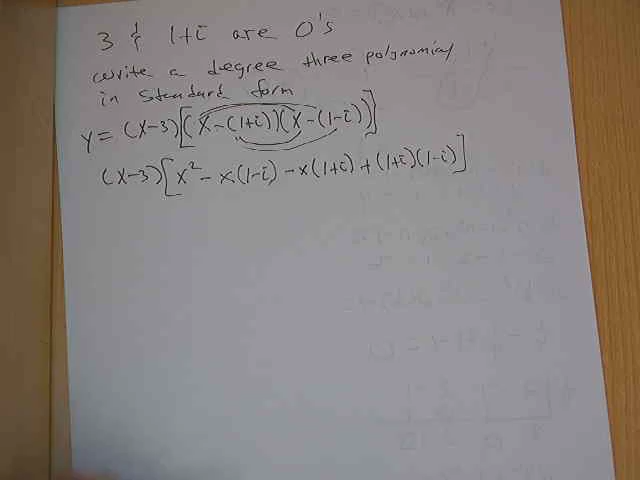 3 & 1+i are 0's
write a degree three polynomial
in standard form
y = (x-3)[(x-(1+i))(x-(1-i))]
(x-3)[x² - x(1-i) - x(1+i) + (1+i)(1-i)]